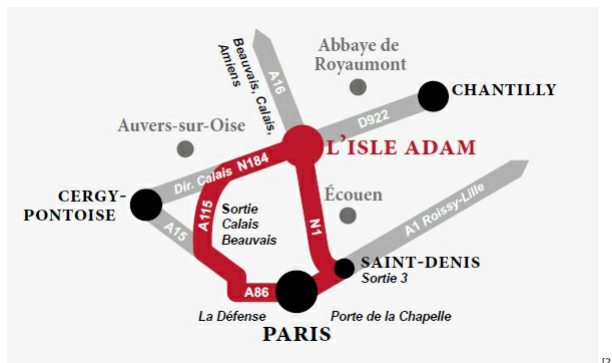 Beauvais, Calais,
Amiens
A16
Abbaye de
Royaumont
CHANTILLY
D922
Auvers-sur-Oise
L'ISLE ADAM
Dir. Calais N184
CERGY-
PONTOISE
A115
Sortie
Calais
Beauvais
Écouen
N1
A1 Roissy-Lille
A15
SAINT-DENIS
Sortie 3
A86
La Défense
Porte de la Chapelle
PARIS